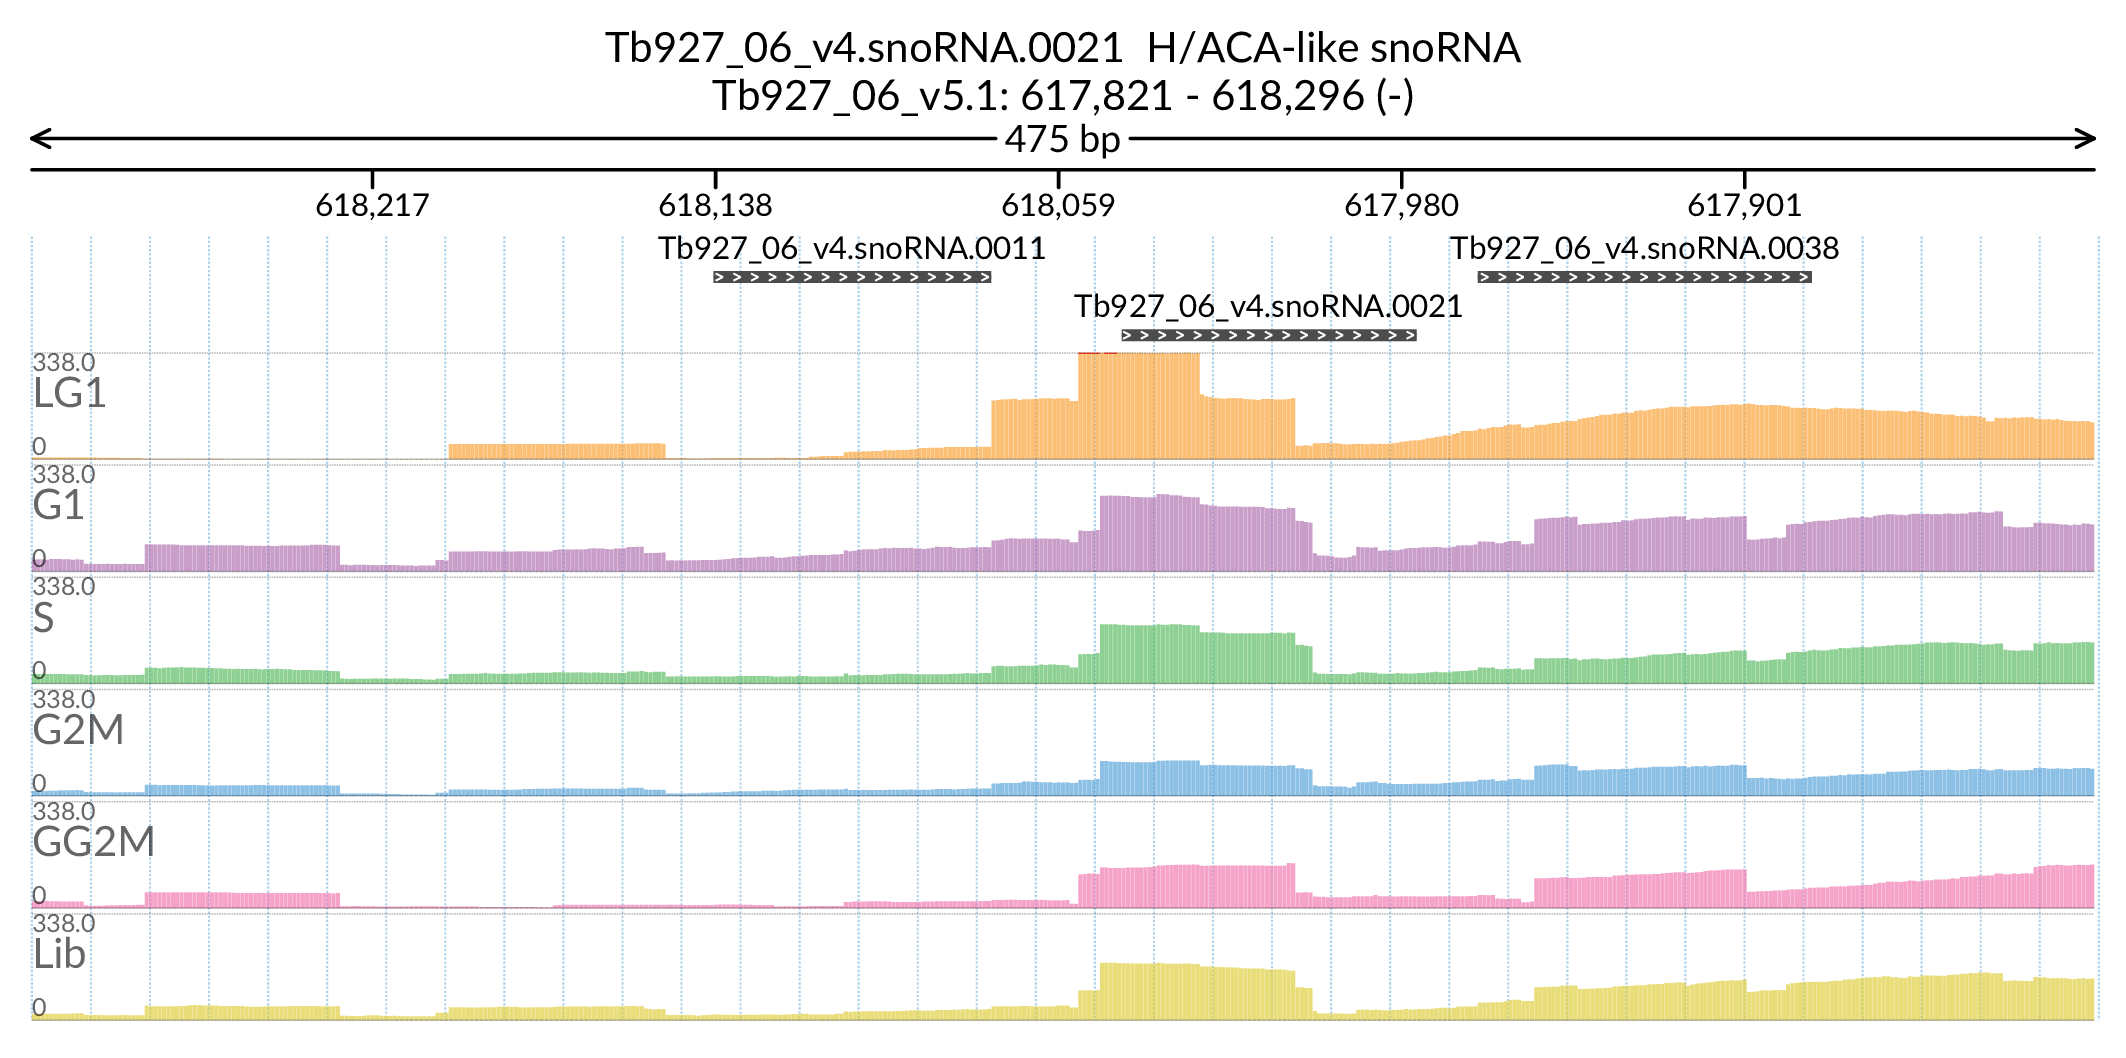 Tb927_06_v4.snoRNA.0021 H/ACA-like snoRNA
Tb927_06_v5.1: 617,821 - 618,296 (-)
475 bp
618,217 618,138 618,059 617,980 617,901
Tb927_06_v4.snoRNA.0011 Tb927_06_v4.snoRNA.0038
Tb927_06_v4.snoRNA.0021
338.0
LG1
0
338.0
G1
0
338.0
S
0
338.0
G2M
0
338.0
GG2M
0
338.0
Lib
0